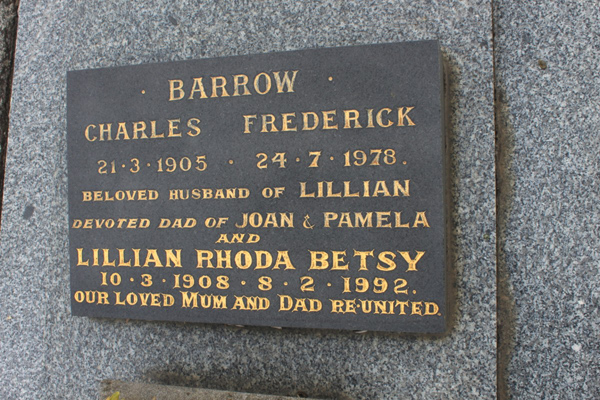 · BARROW ·
CHARLES FREDERICK
21·3·1905 · 24·7·1978.
BELOVED HUSBAND OF LILLIAN
DEVOTED DAD OF JOAN & PAMELA
AND
LILLIAN RHODA BETSY
10·3·1908 · 8·2·1992.
OUR LOVED MUM AND DAD RE-UNITED.